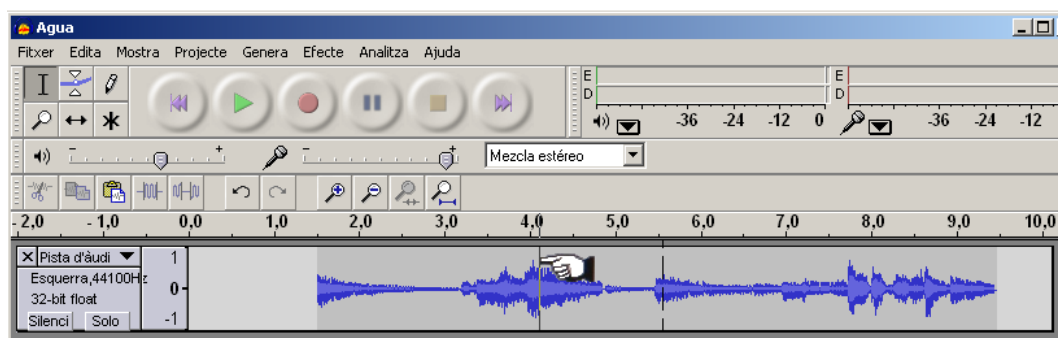 Agua
Fitxer Edita Mostra Projecte Genera Efecte Analitza Ajuda
E
D
-36 -24 -12 0
E
D
-36 -24 -12
- +
- +
Mezcla estéreo
- 2,0 - 1,0 0,0 1,0 2,0 3,0 4,0 5,0 6,0 7,0 8,0 9,0 10,0
X Pista d'àudi
Esquerra,44100Hz
32-bit float
Silenci Solo
1
0-
-1